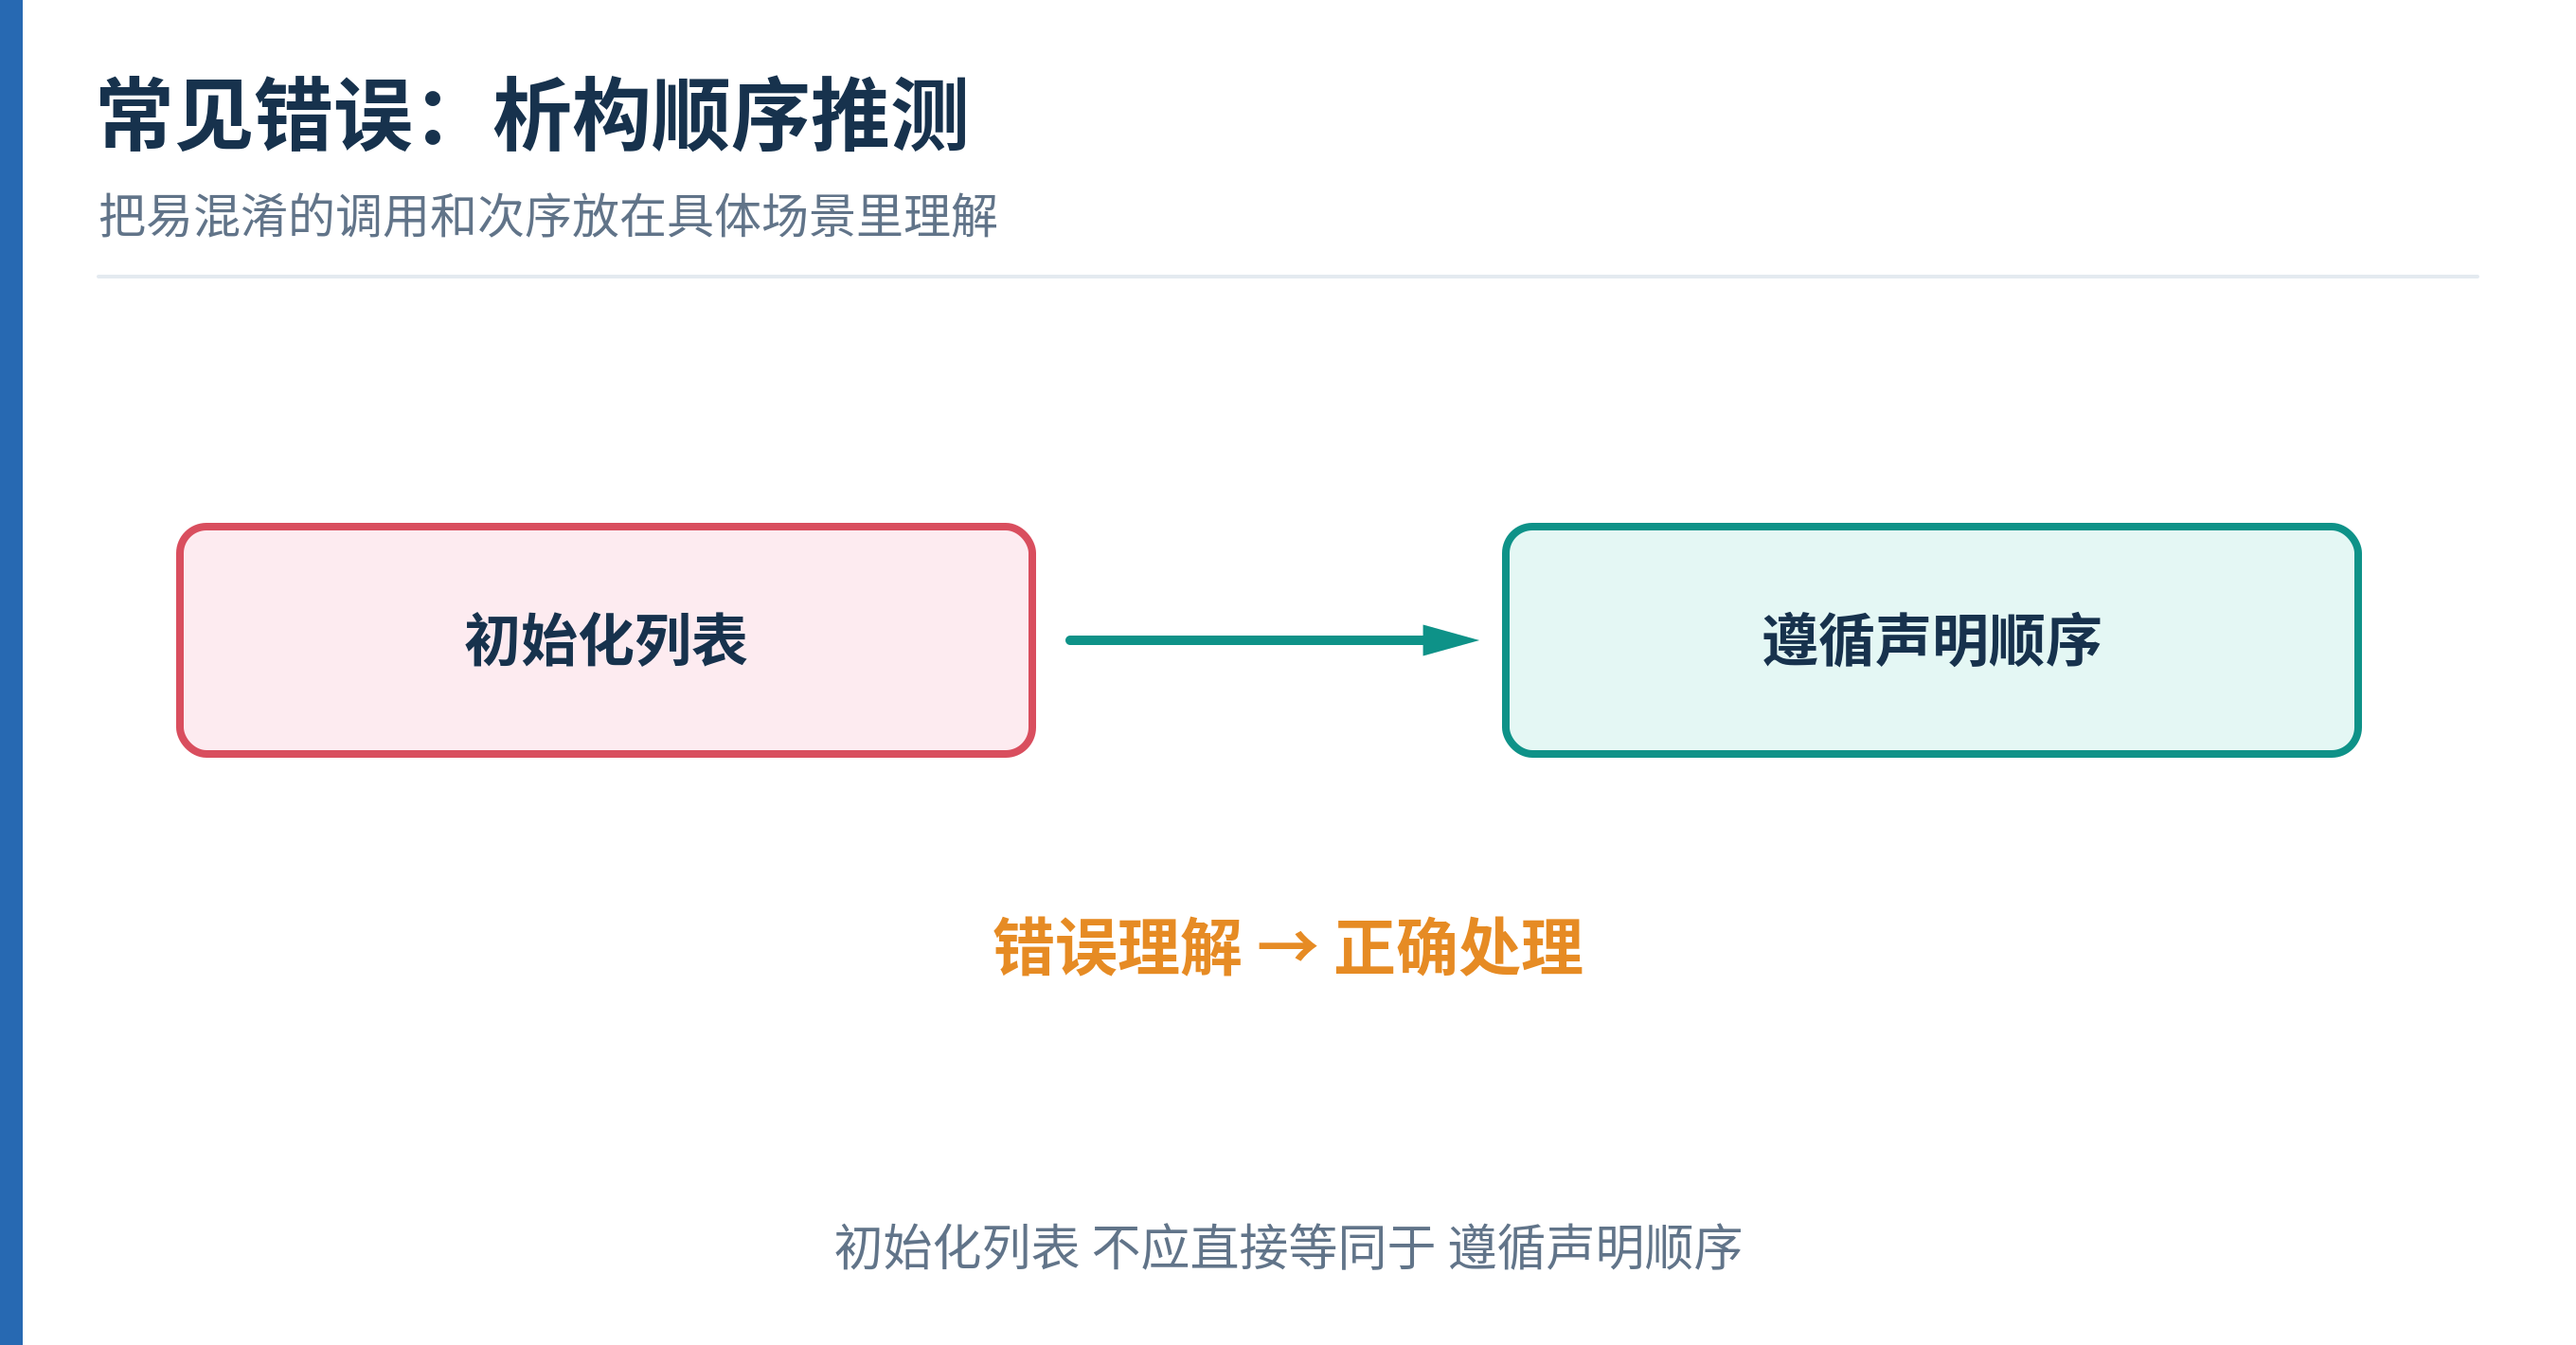 常见错误：析构顺序推测
把易混淆的调用和次序放在具体场景里理解
初始化列表
遵循声明顺序
错误理解 → 正确处理
初始化列表 不应直接等同于 遵循声明顺序